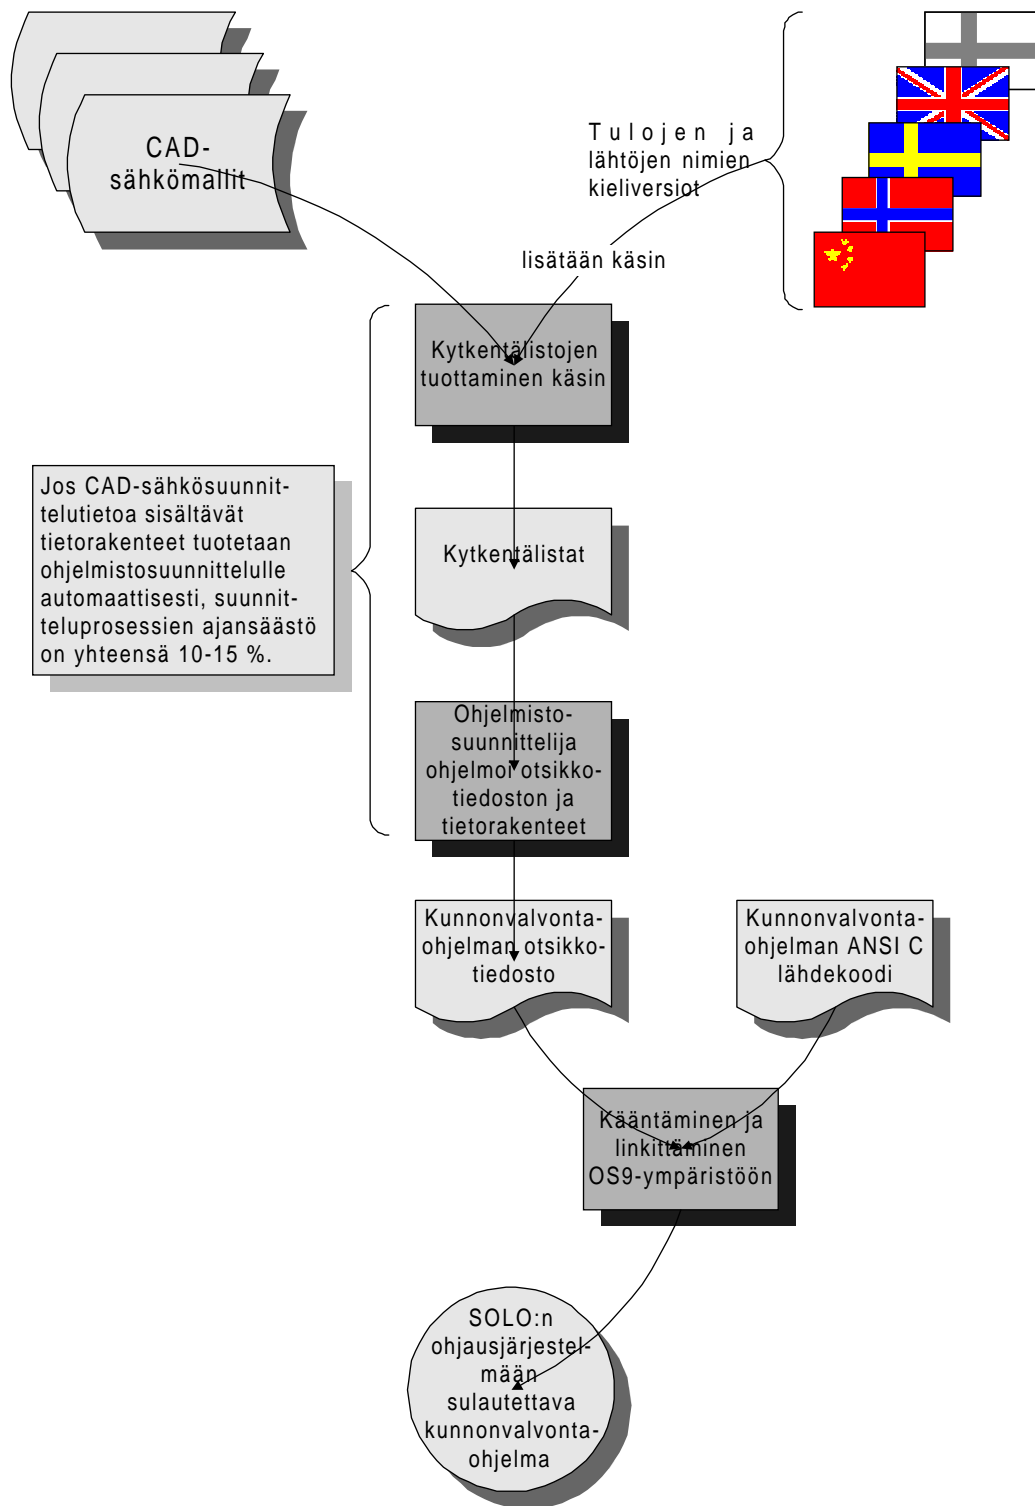 CAD-
sähkömallit
Tulojen ja
lähtöjen nimien
kieliversiot
lisätään käsin
Kytkentälistojen
tuottaminen käsin
Jos CAD-sähkösuunnit-
telutietoa sisältävät
tietorakenteet tuotetaan
ohjelmistosuunnittelulle
automaattisesti, suunnit-
teluprosessien ajansäästö
on yhteensä 10-15 %.
Kytkentälistat
Ohjelmisto-
suunnittelija
ohjelmoi otsikko-
tiedoston ja
tietorakenteet
Kunnonvalvonta-
ohjelman otsikko-
tiedosto
Kunnonvalvonta-
ohjelman ANSI C
lähdekoodi
Kääntäminen ja
linkittäminen
OS9-ympäristöön
SOLO:n
ohjausjärjestel-
mään
sulautettava
kunnonvalvonta-
ohjelma